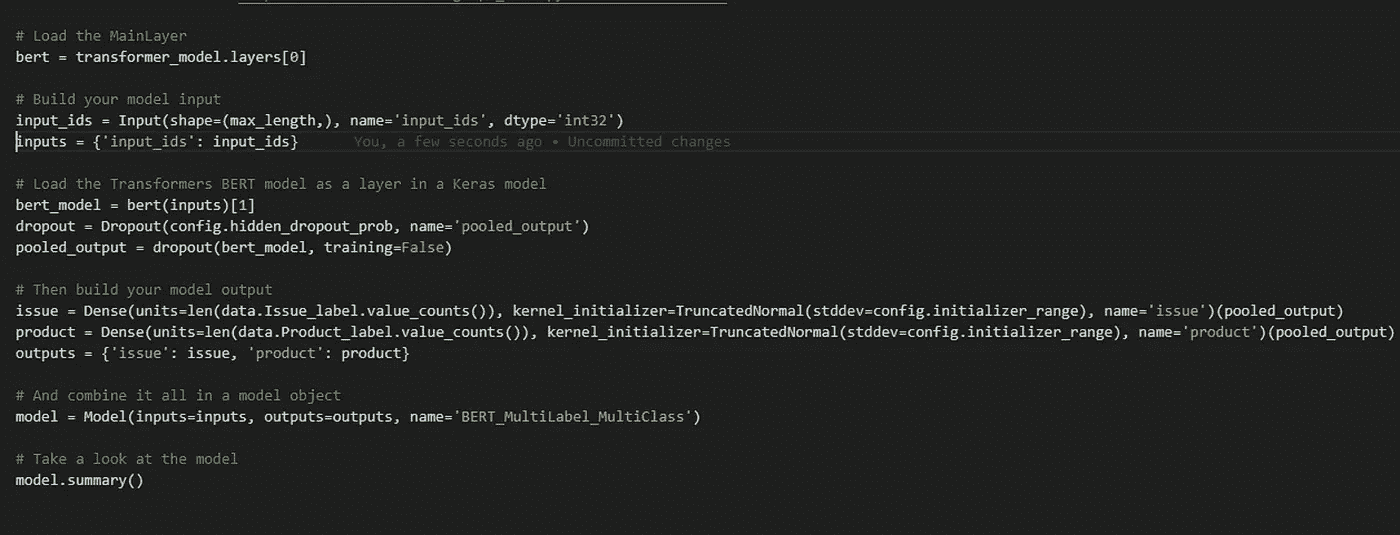 # Load the MainLayer
bert = transformer_model.layers[0]
# Build your model input
input_ids = Input(shape=(max_length,), name='input_ids', dtype='int32')
inputs = {'input_ids': input_ids} You, a few seconds ago • Uncommitted changes
# Load the Transformers BERT model as a layer in a Keras model
bert_model = bert(inputs)[1]
dropout = Dropout(config.hidden_dropout_prob, name='pooled_output')
pooled_output = dropout(bert_model, training=False)
# Then build your model output
issue = Dense(units=len(data.Issue_label.value_counts()), kernel_initializer=TruncatedNormal(stddev=config.initializer_range), name='issue')(pooled_output)
product = Dense(units=len(data.Product_label.value_counts()), kernel_initializer=TruncatedNormal(stddev=config.initializer_range), name='product')(pooled_output)
outputs = {'issue': issue, 'product': product}
# And combine it all in a model object
model = Model(inputs=inputs, outputs=outputs, name='BERT_MultiLabel_MultiClass')
# Take a look at the model
model.summary()